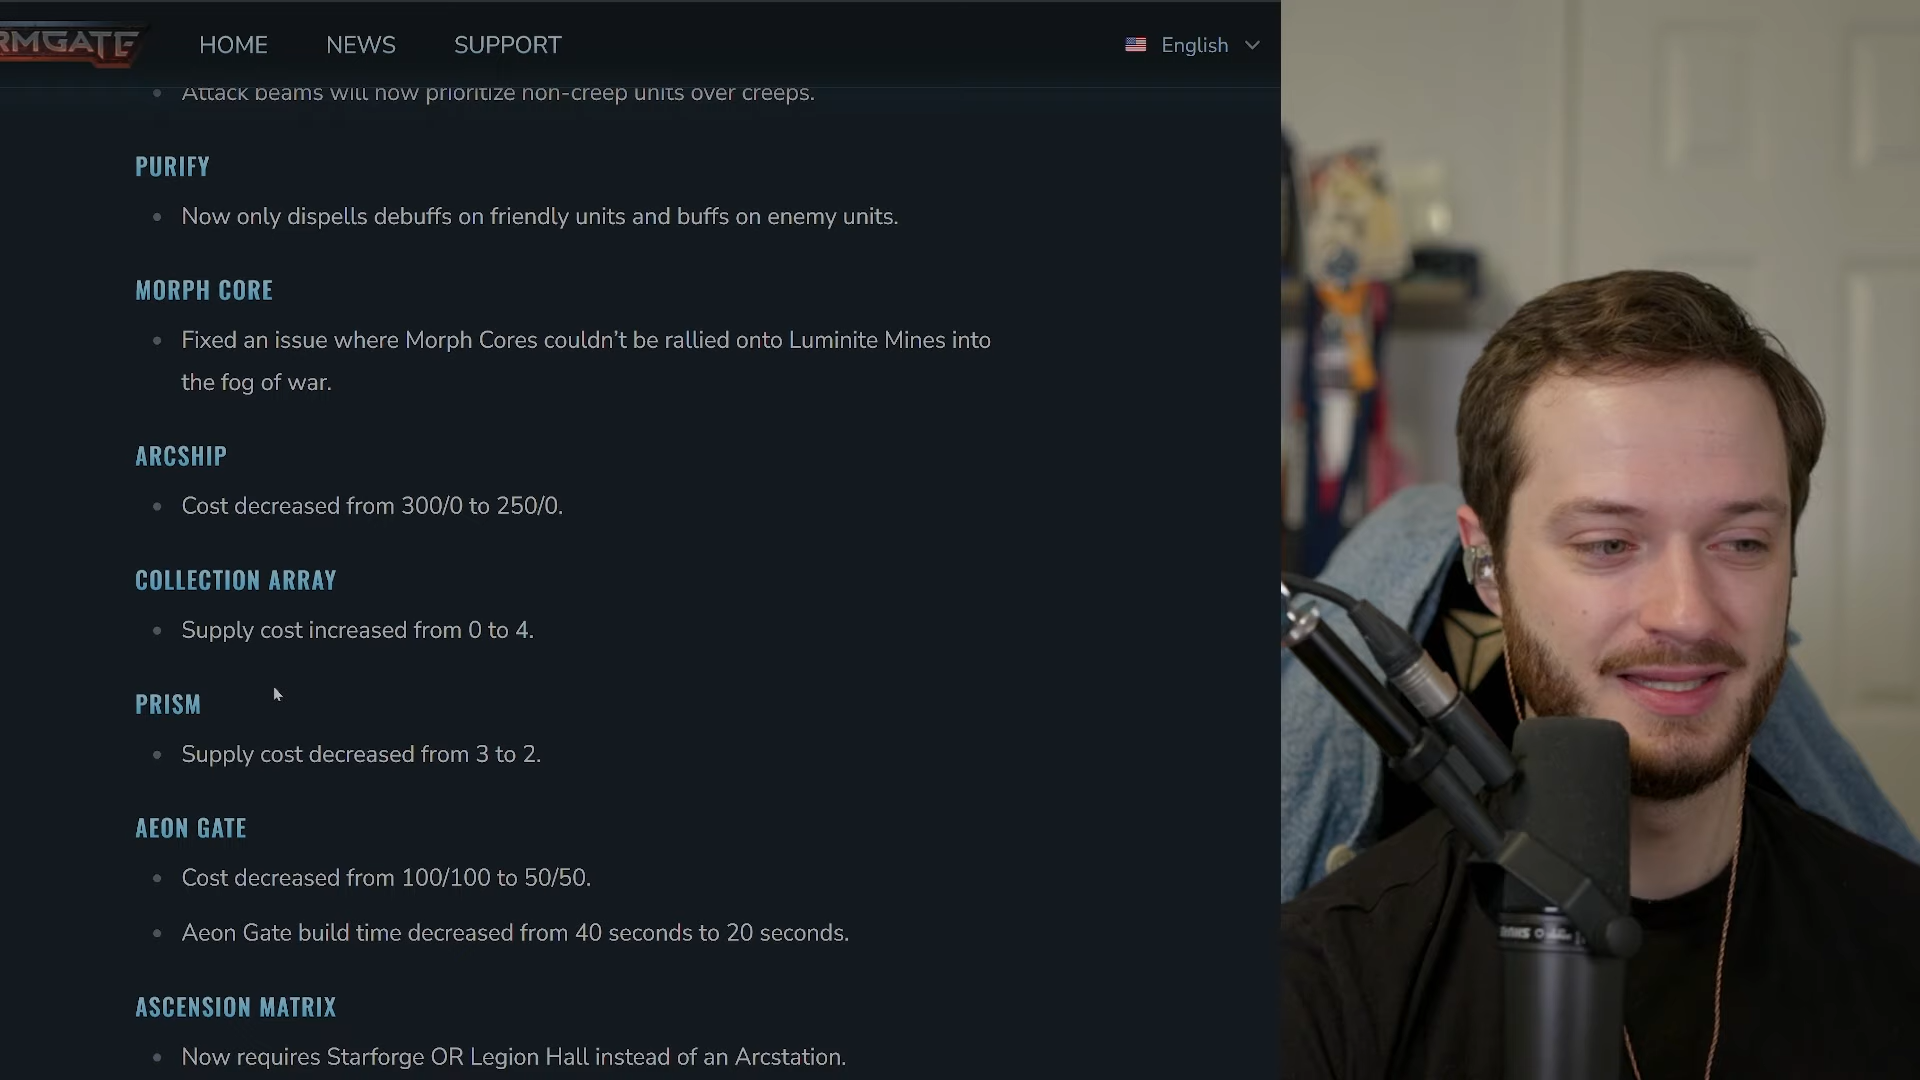 RMGATE
HOME
NEWS
SUPPORT
English
Attack beams will now prioritize non-creep units over creeps.
PURIFY
Now only dispells debuffs on friendly units and buffs on enemy units.
MORPH CORE
Fixed an issue where Morph Cores couldn’t be rallied onto Luminite Mines into
the fog of war.
ARCSHIP
Cost decreased from 300/0 to 250/0.
COLLECTION ARRAY
Supply cost increased from 0 to 4.
PRISM
Supply cost decreased from 3 to 2.
AEON GATE
Cost decreased from 100/100 to 50/50.
Aeon Gate build time decreased from 40 seconds to 20 seconds.
ASCENSION MATRIX
Now requires Starforge OR Legion Hall instead of an Arcstation.